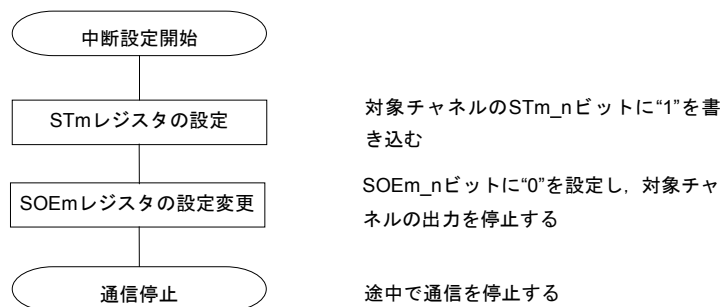 中断設定開始
STmレジスタの設定
対象チャネルのSTm_nビットに“1”を書
き込む
SOEmレジスタの設定変更
SOEm_nビットに“0”を設定し，対象チャ
ネルの出力を停止する
通信停止
途中で通信を停止する